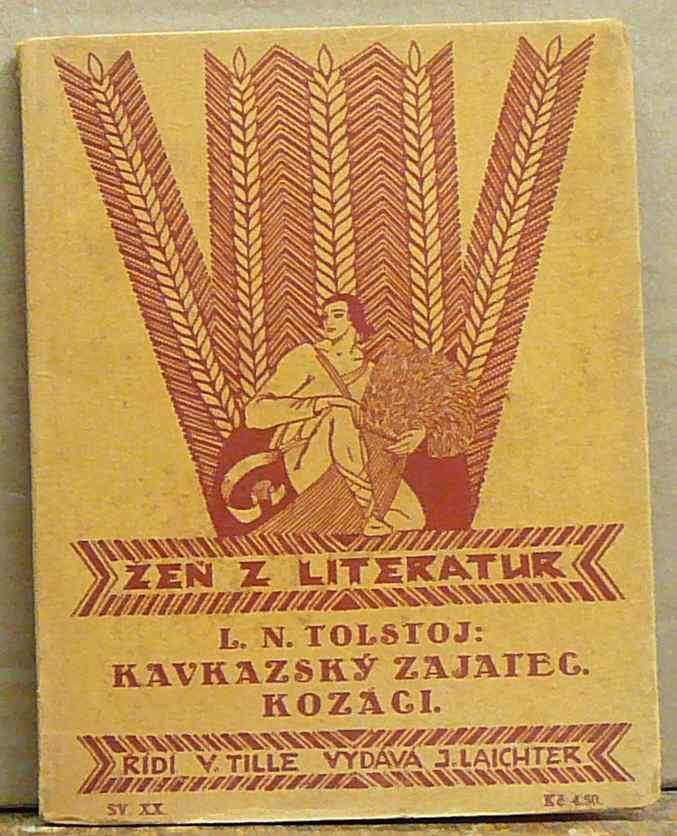 ŽEŇ Z LITERATUR
L. N. TOLSTOJ:
KAVKAZSKÝ ZAJATEC.
KOZÁCI.
ŘÍDÍ V. TILLE VYDÁVÁ J. LAICHTER
SV. XX Kč 4.50.